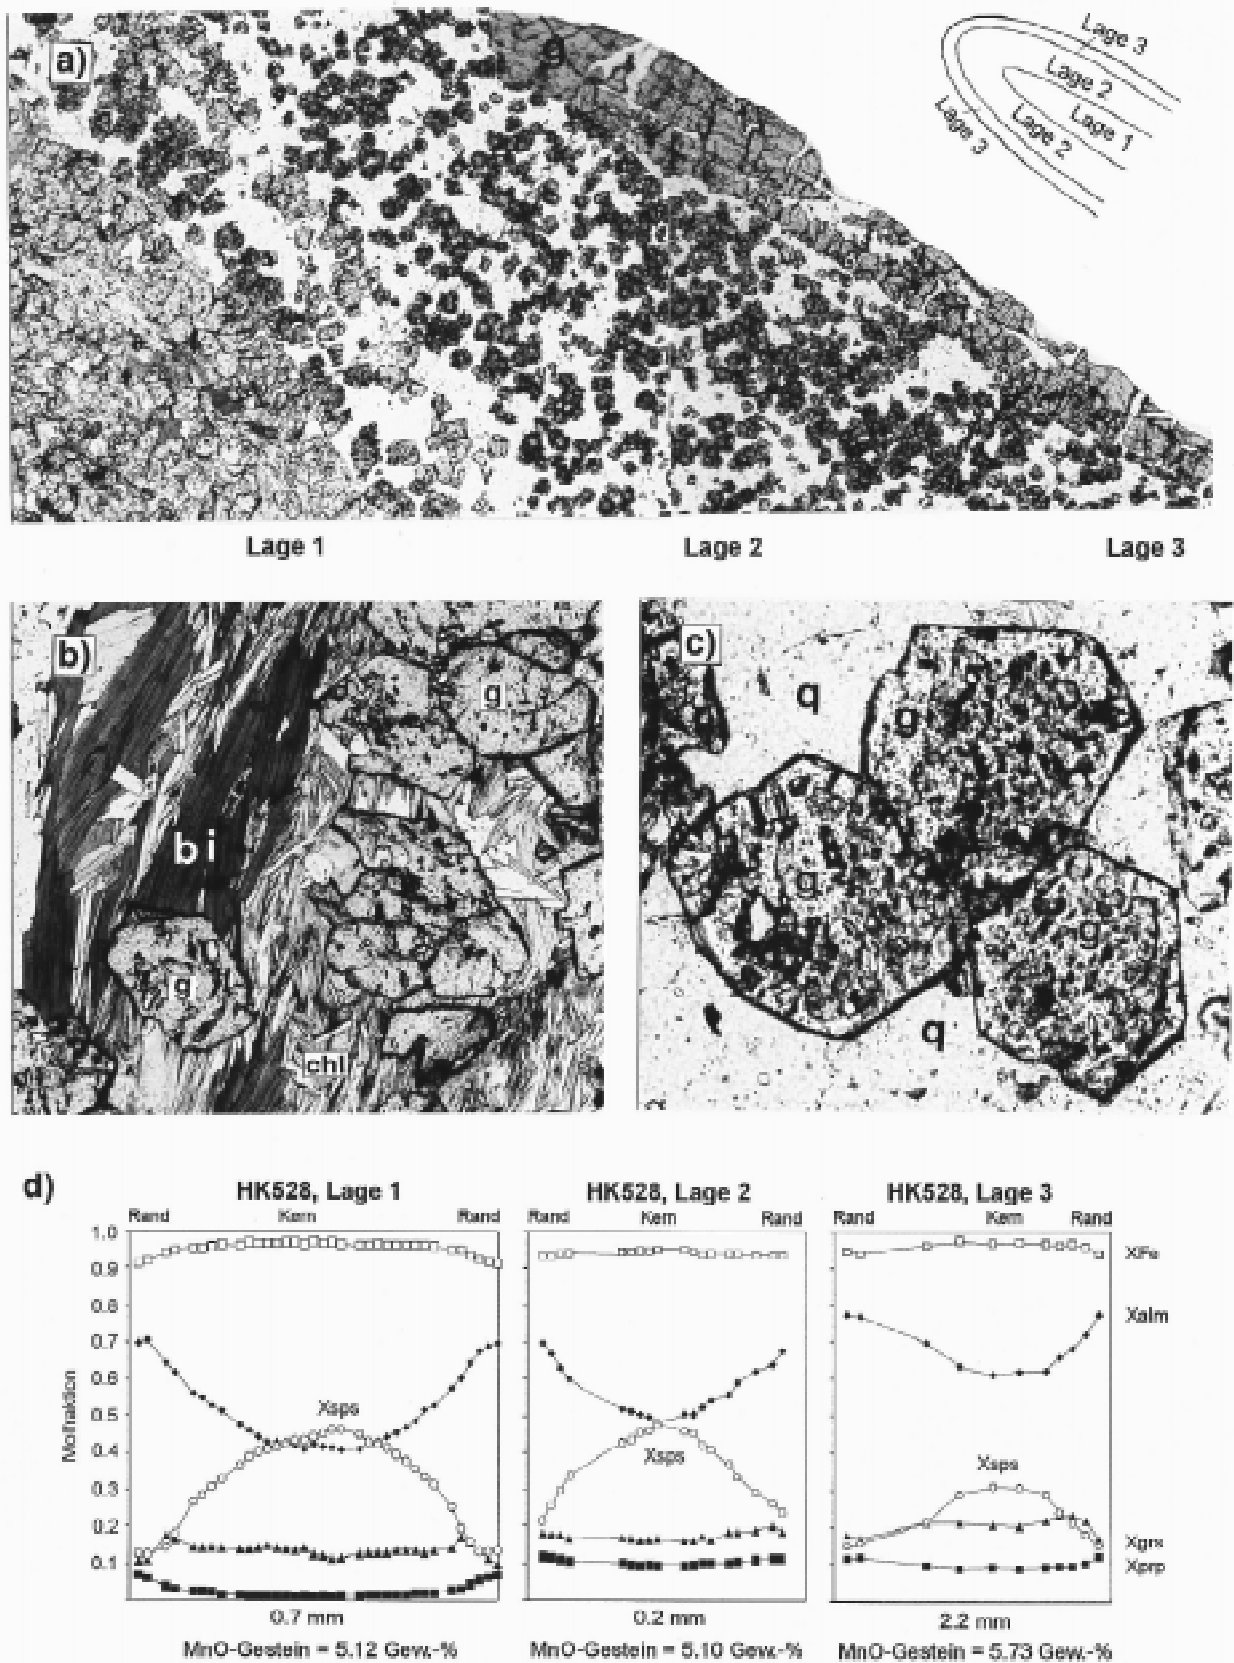 a)
g
Lage 3
Lage 2
Lage 1
Lage 2
Lage 3
Lage 1 Lage 2 Lage 3
b)
g
bi
g
chl
c)
q
g
g
g
q
d)
HK528, Lage 1 HK528, Lage 2 HK528, Lage 3
Rand Kern Rand Rand Kern Rand Rand Kern Rand
1.0
0.9
0.8
0.7
0.6
0.5
0.4
0.3
0.2
0.1
Molfraktion
Xsps
Xsps
Xsps
XFe
Xalm
Xgrs
Xprp
0.7 mm 0.2 mm 2.2 mm
MnO-Gestein = 5.12 Gew.-% MnO-Gestein = 5.10 Gew.-% MnO-Gestein = 5.73 Gew.-%